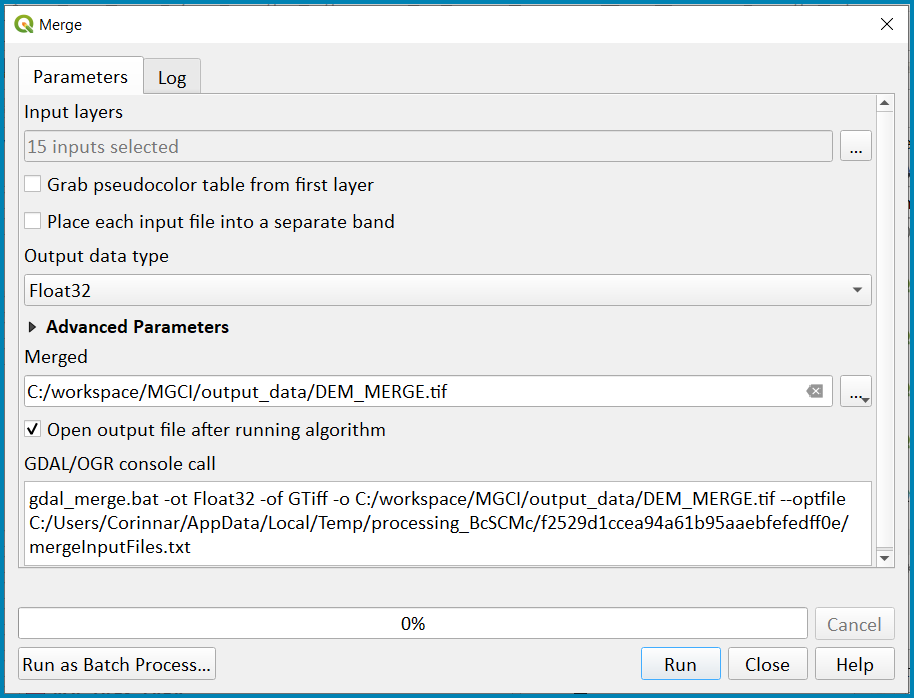 Merge
Parameters
Log
Input layers
15 inputs selected
...
Grab pseudocolor table from first layer
Place each input file into a separate band
Output data type
Float32
Advanced Parameters
Merged
C:/workspace/MGCI/output_data/DEM_MERGE.tif
...
Open output file after running algorithm
GDAL/OGR console call
gdal_merge.bat -ot Float32 -of GTiff -o C:/workspace/MGCI/output_data/DEM_MERGE.tif --optfile
C:/Users/Corinnar/AppData/Local/Temp/processing_BcSCMc/f2529d1ccea94a61b95aaebfefedff0e/
mergeInputFiles.txt
0%
Cancel
Run as Batch Process...
Run
Close
Help